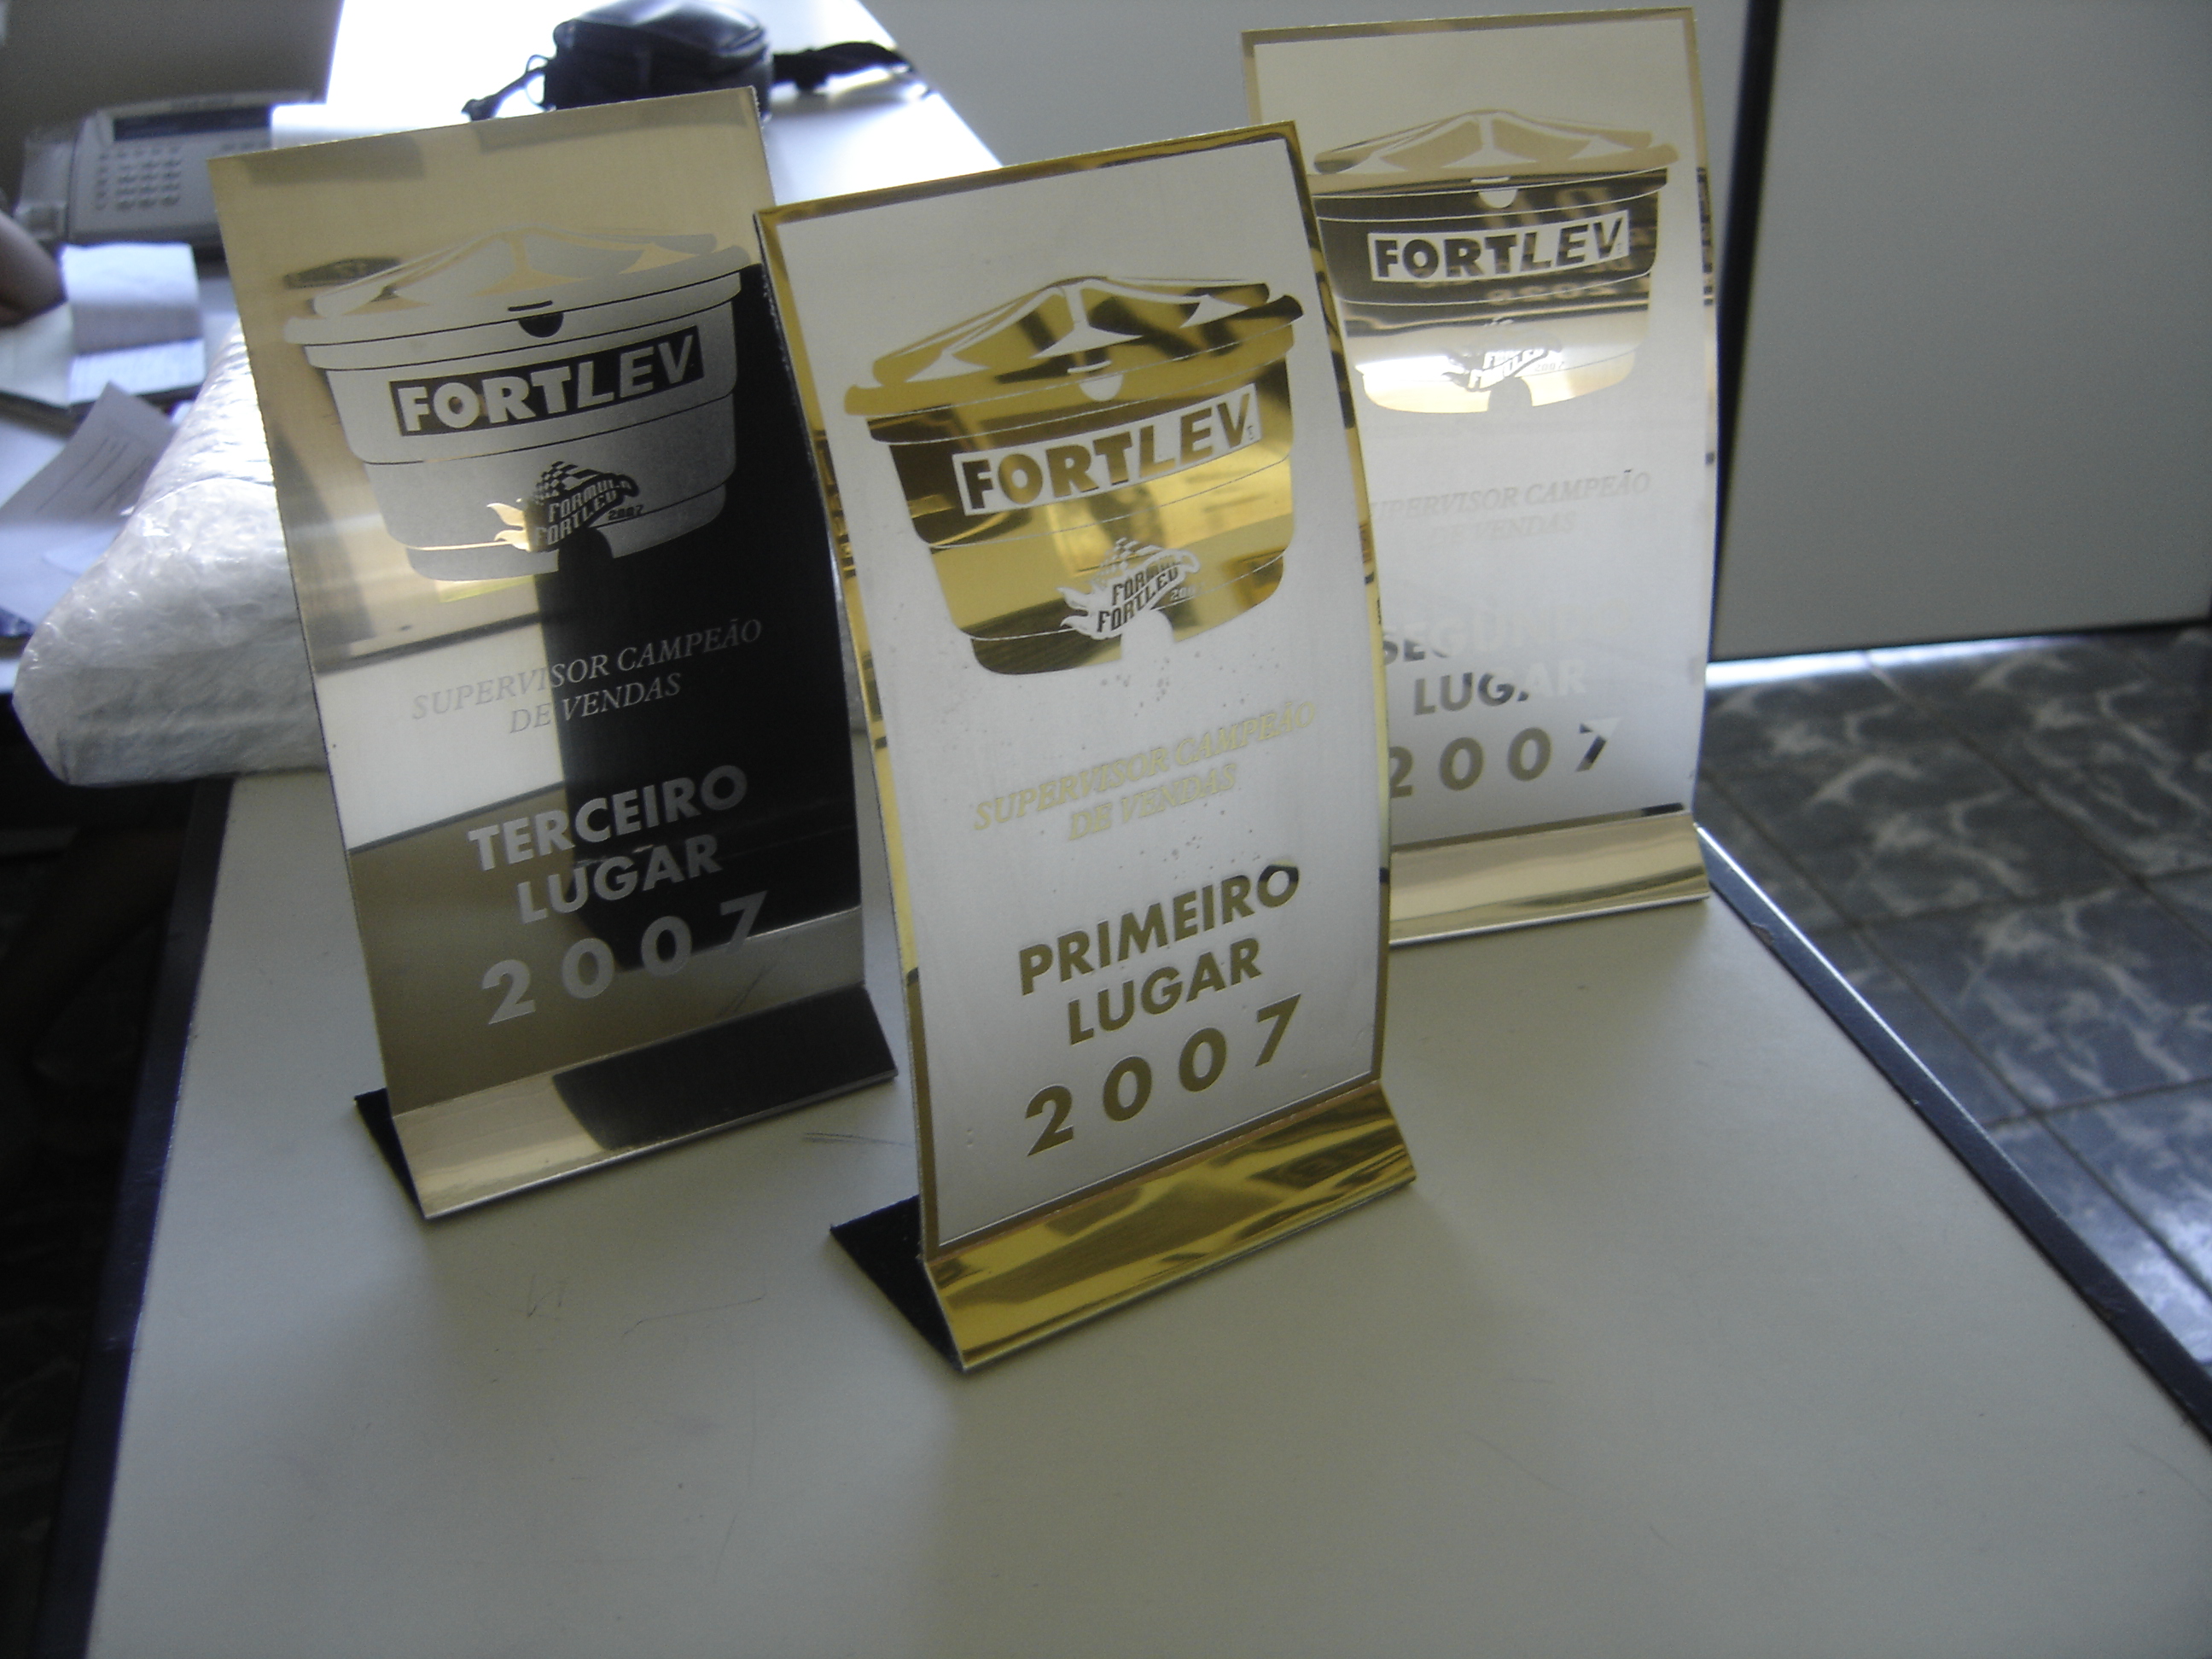 FORTLEV
FORMULA
FORTLEV
2007
SUPERVISOR CAMPEÃO
DE VENDAS
TERCEIRO
LUGAR
2007
FORTLEV
FORMULA
FORTLEV
2007
SUPERVISOR CAMPEÃO
DE VENDAS
PRIMEIRO
LUGAR
2007
FORTLEV
2007
SUPERVISOR CAMPEÃO
DE VENDAS
LUGAR
2007